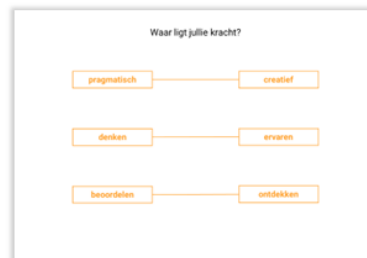 Waar ligt jullie kracht?
pragmatisch creatief
denken ervaren
beoordelen ontdekken